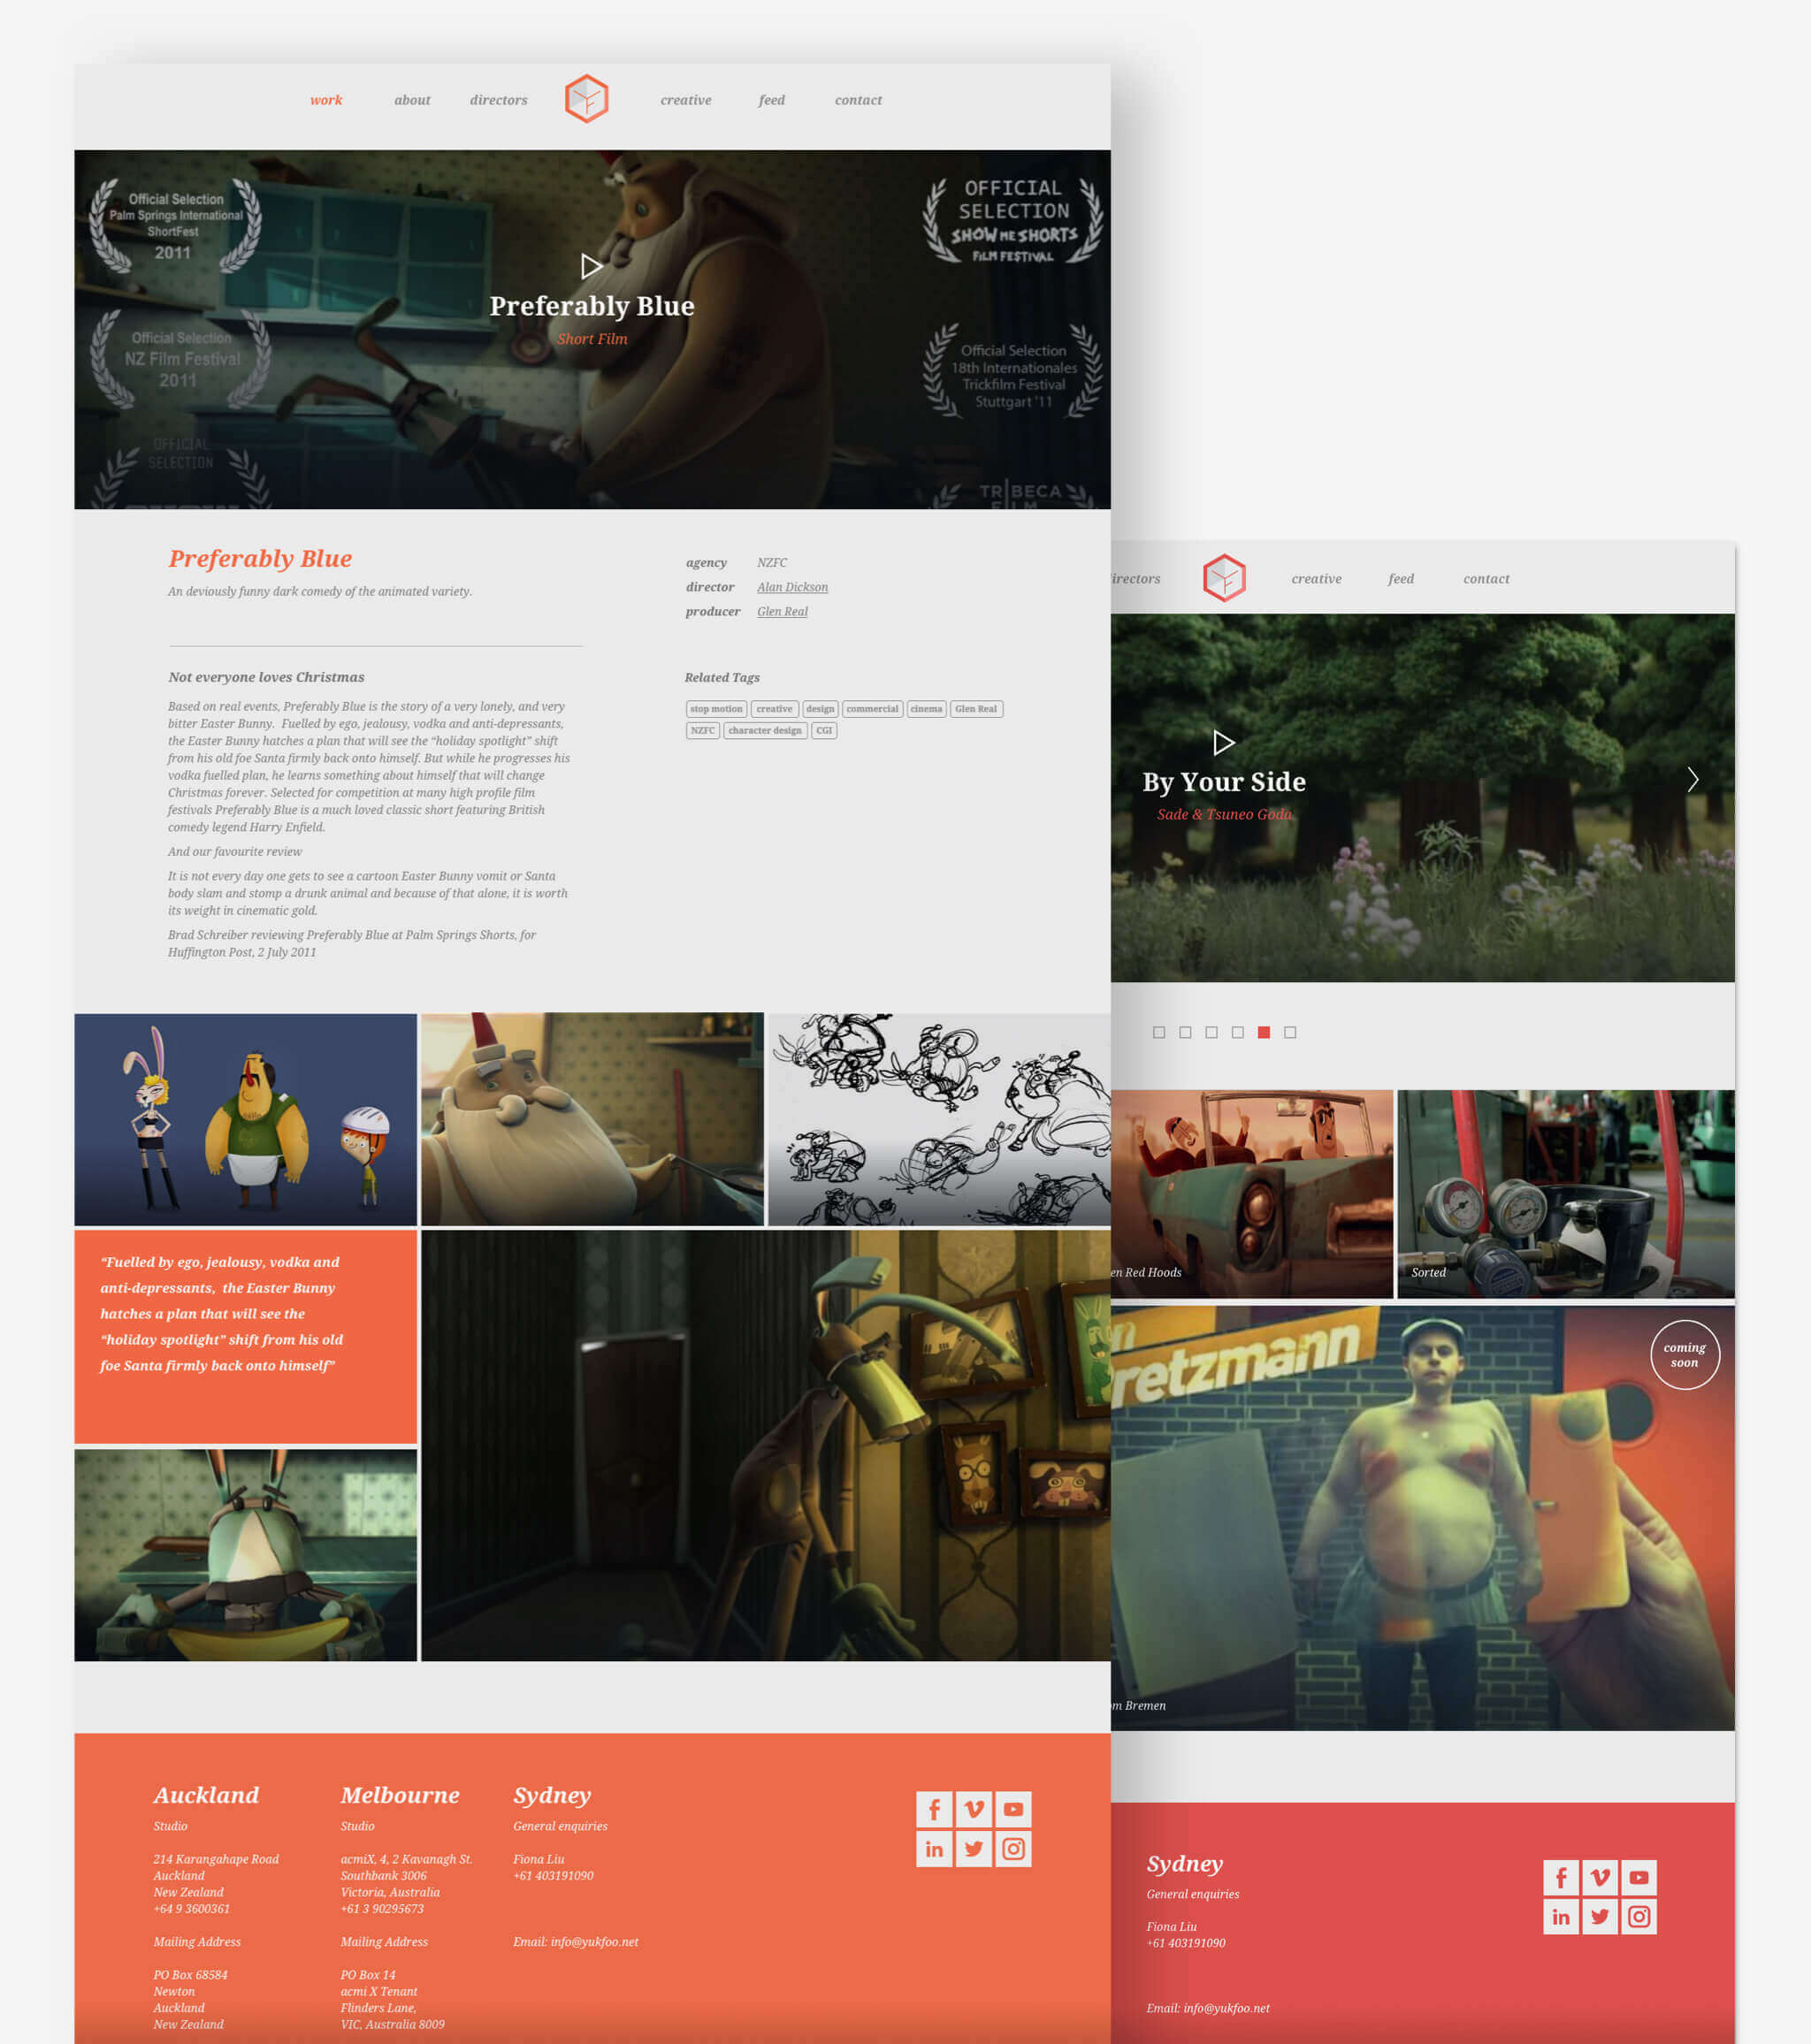 work about directors creative feed contact
Official Selection
Palm Springs International
ShortFest
2011
OFFICIAL
SELECTION
SHOW ME SHORTS
FILM FESTIVAL
Preferably Blue
Short Film
Official Selection
NZ Film Festival
2011
Official Selection
18th Internationales
Trickfilm Festival
Stuttgart '11
OFFICIAL
SELECTION
TRIBECA
FILM
Preferably Blue
An deviously funny dark comedy of the animated variety.
agency NZFC
director Alan Dickson
producer Glen Real
Not everyone loves Christmas
Based on real events, Preferably Blue is the story of a very lonely, and very
bitter Easter Bunny.  Fuelled by ego, jealousy, vodka and anti-depressants,
the Easter Bunny hatches a plan that will see the “holiday spotlight” shift
from his old foe Santa firmly back onto himself. But while he progresses his
vodka fuelled plan, he learns something about himself that will change
Christmas forever. Selected for competition at many high profile film
festivals Preferably Blue is a much loved classic short featuring British
comedy legend Harry Enfield.
And our favourite review
It is not every day one gets to see a cartoon Easter Bunny vomit or Santa
body slam and stomp a drunk animal and because of that alone, it is worth
its weight in cinematic gold.
Brad Schreiber reviewing Preferably Blue at Palm Springs Shorts, for
Huffington Post, 2 July 2011
Related Tags
stop motion creative design commercial cinema Glen Real
NZFC character design CGI
“Fuelled by ego, jealousy, vodka and
anti-depressants,  the Easter Bunny
hatches a plan that will see the
“holiday spotlight” shift from his old
foe Santa firmly back onto himself”
Auckland
Studio
214 Karangahape Road
Auckland
New Zealand
+64 9 3600361
Mailing Address
PO Box 68584
Newton
Auckland
New Zealand
Melbourne
Studio
acmiX, 4, 2 Kavanagh St.
Southbank 3006
Victoria, Australia
+61 3 90295673
Mailing Address
PO Box 14
acmi X Tenant
Flinders Lane,
VIC, Australia 8009
Sydney
General enquiries
Fiona Liu
+61 403191090
Email: info@yukfoo.net
irectors creative feed contact
By Your Side
Sade & Tsuneo Goda
en Red Hoods
Sorted
retzmann
coming
soon
om Bremen
Sydney
General enquiries
Fiona Liu
+61 403191090
Email: info@yukfoo.net